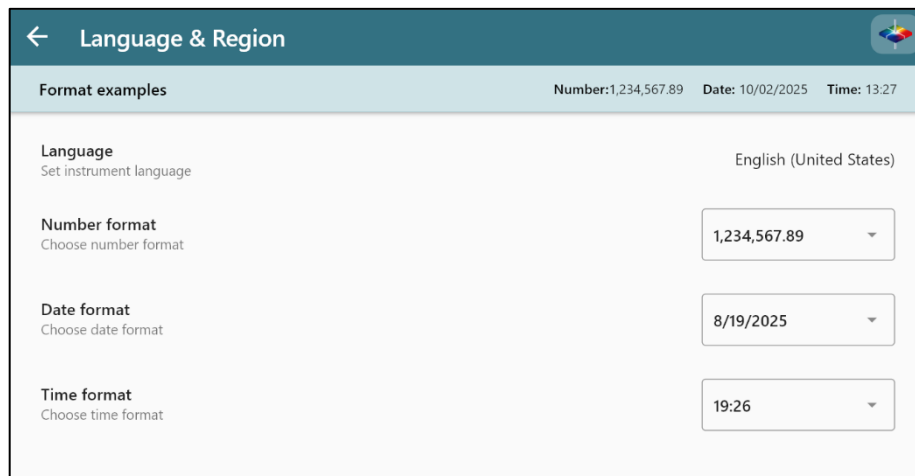 Language & Region
Format examples Number:1,234,567.89 Date: 10/02/2025 Time: 13:27
Language
Set instrument language
English (United States)
Number format
Choose number format
1,234,567.89
Date format
Choose date format
8/19/2025
Time format
Choose time format
19:26